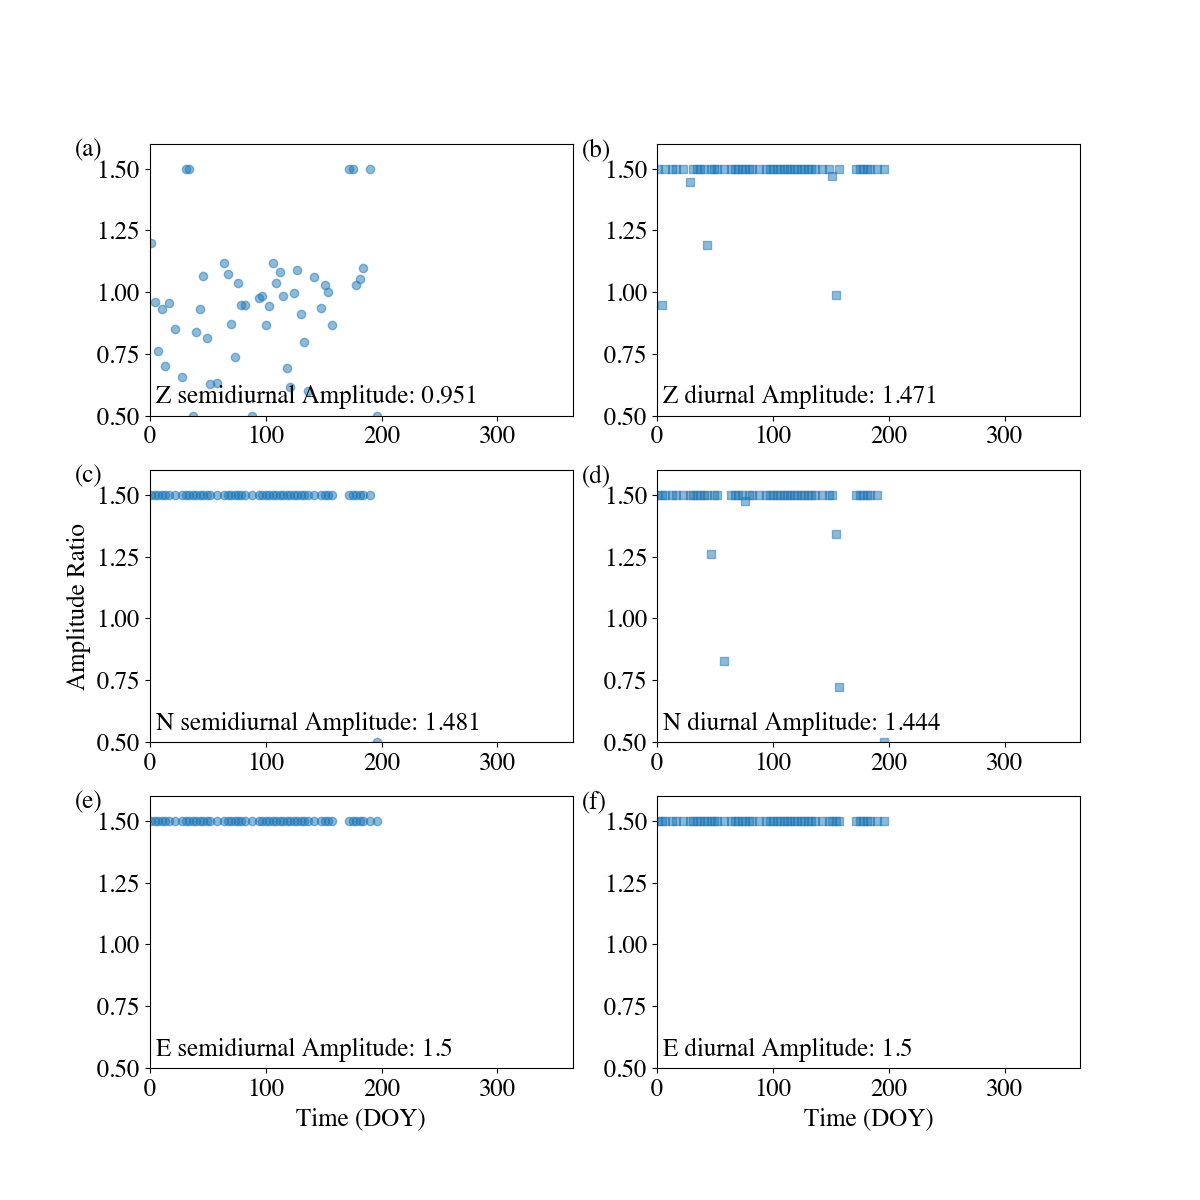 (a)
1.50
1.25
1.00
0.75
0.50
Z semidiurnal Amplitude: 0.951
0 100 200 300
(b)
1.50
1.25
1.00
0.75
0.50
Z diurnal Amplitude: 1.471
0 100 200 300
(c)
1.50
1.25
1.00
0.75
0.50
Amplitude Ratio
N semidiurnal Amplitude: 1.481
0 100 200 300
(d)
1.50
1.25
1.00
0.75
0.50
N diurnal Amplitude: 1.444
0 100 200 300
(e)
1.50
1.25
1.00
0.75
0.50
E semidiurnal Amplitude: 1.5
0 100 200 300
Time (DOY)
(f)
1.50
1.25
1.00
0.75
0.50
E diurnal Amplitude: 1.5
0 100 200 300
Time (DOY)